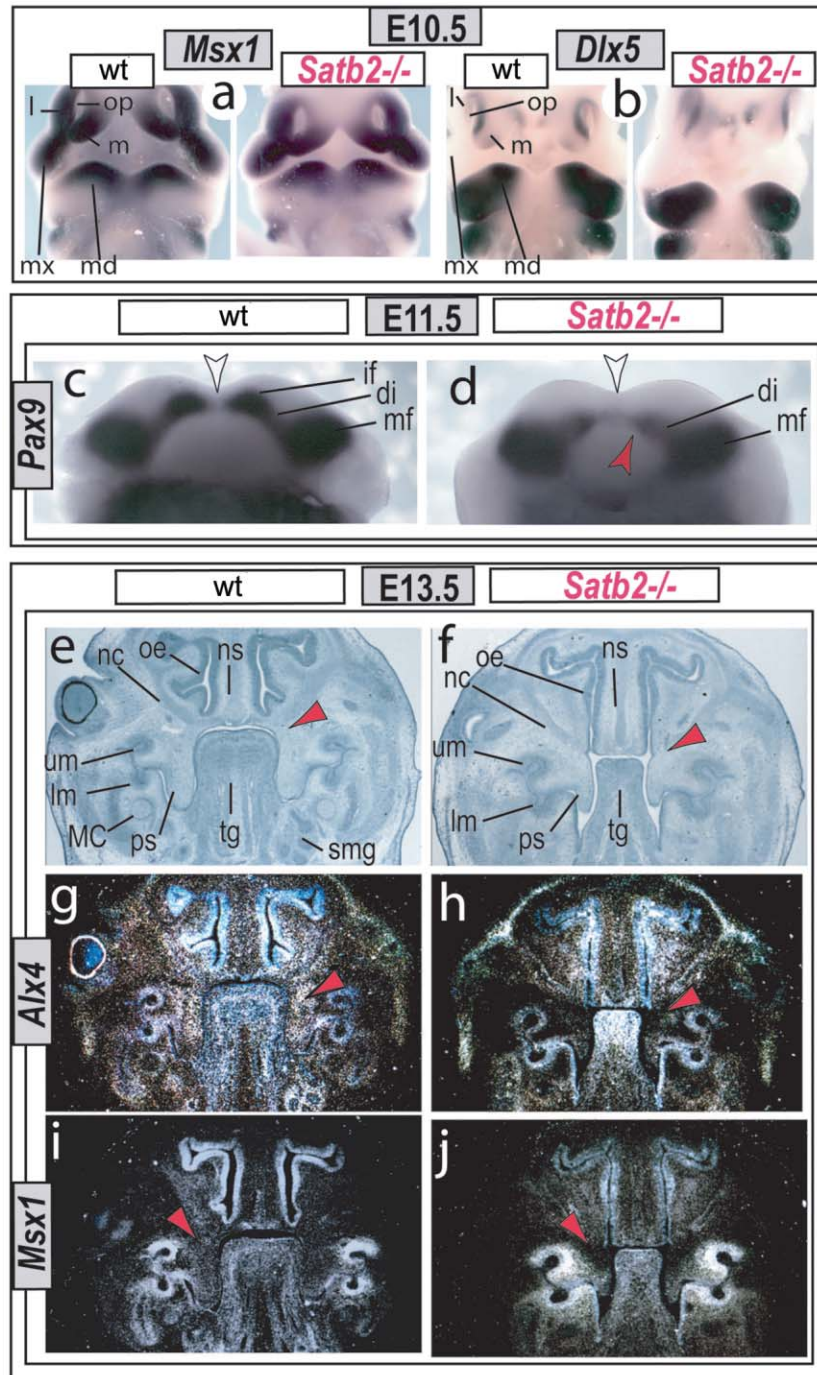 E10.5
Msx1 Dlx5
wt Satb2-/- wt Satb2-/-
a b
l op l op
m m
mx md mx md
wt E11.5 Satb2-/-
Pax9
c d
if
di di
mf mf
wt E13.5 Satb2-/-
e f
nc oe ns nc oe ns
um um
lm lm
MC ps tg smg ps tg
Alx4
g h
Msx1
i j